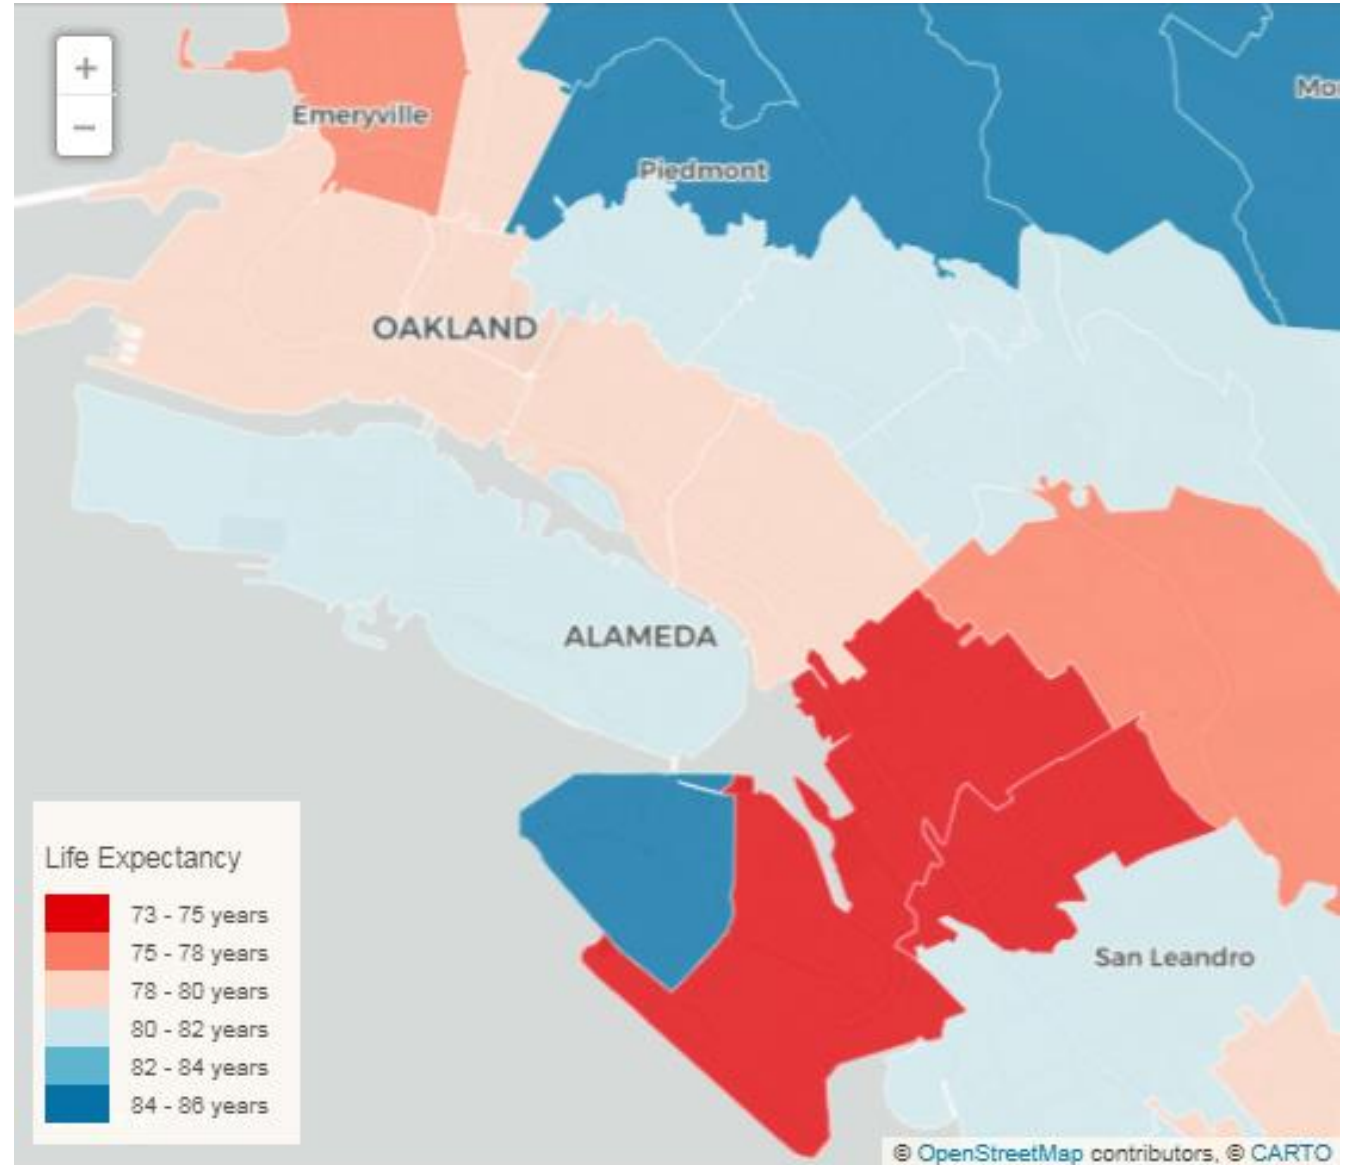 +
−
Emeryville
Piedmont
Mo
OAKLAND
ALAMEDA
San Leandro
Life Expectancy
73 - 75 years
75 - 78 years
78 - 80 years
80 - 82 years
82 - 84 years
84 - 86 years
© OpenStreetMap contributors, © CARTO